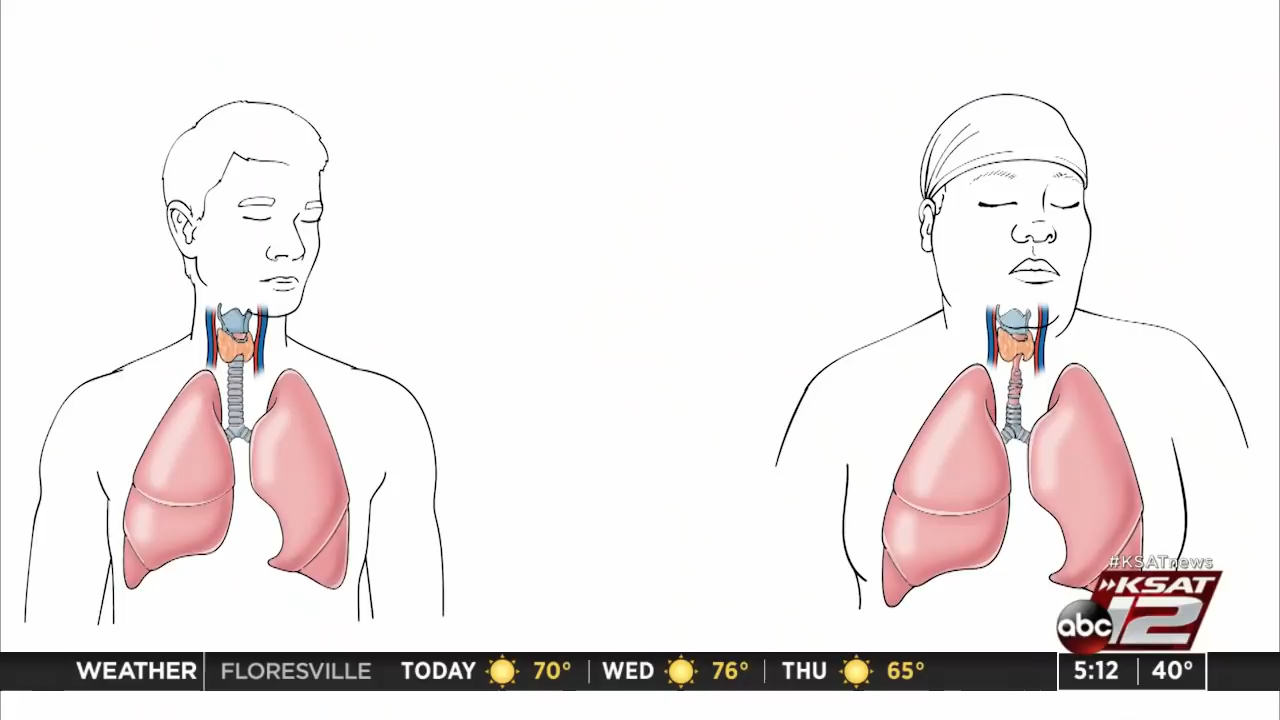 #KSATnews
KSAT
abc 12
WEATHER FLORESVILLE TODAY 70° WED 76° THU 65° 5:12 40°